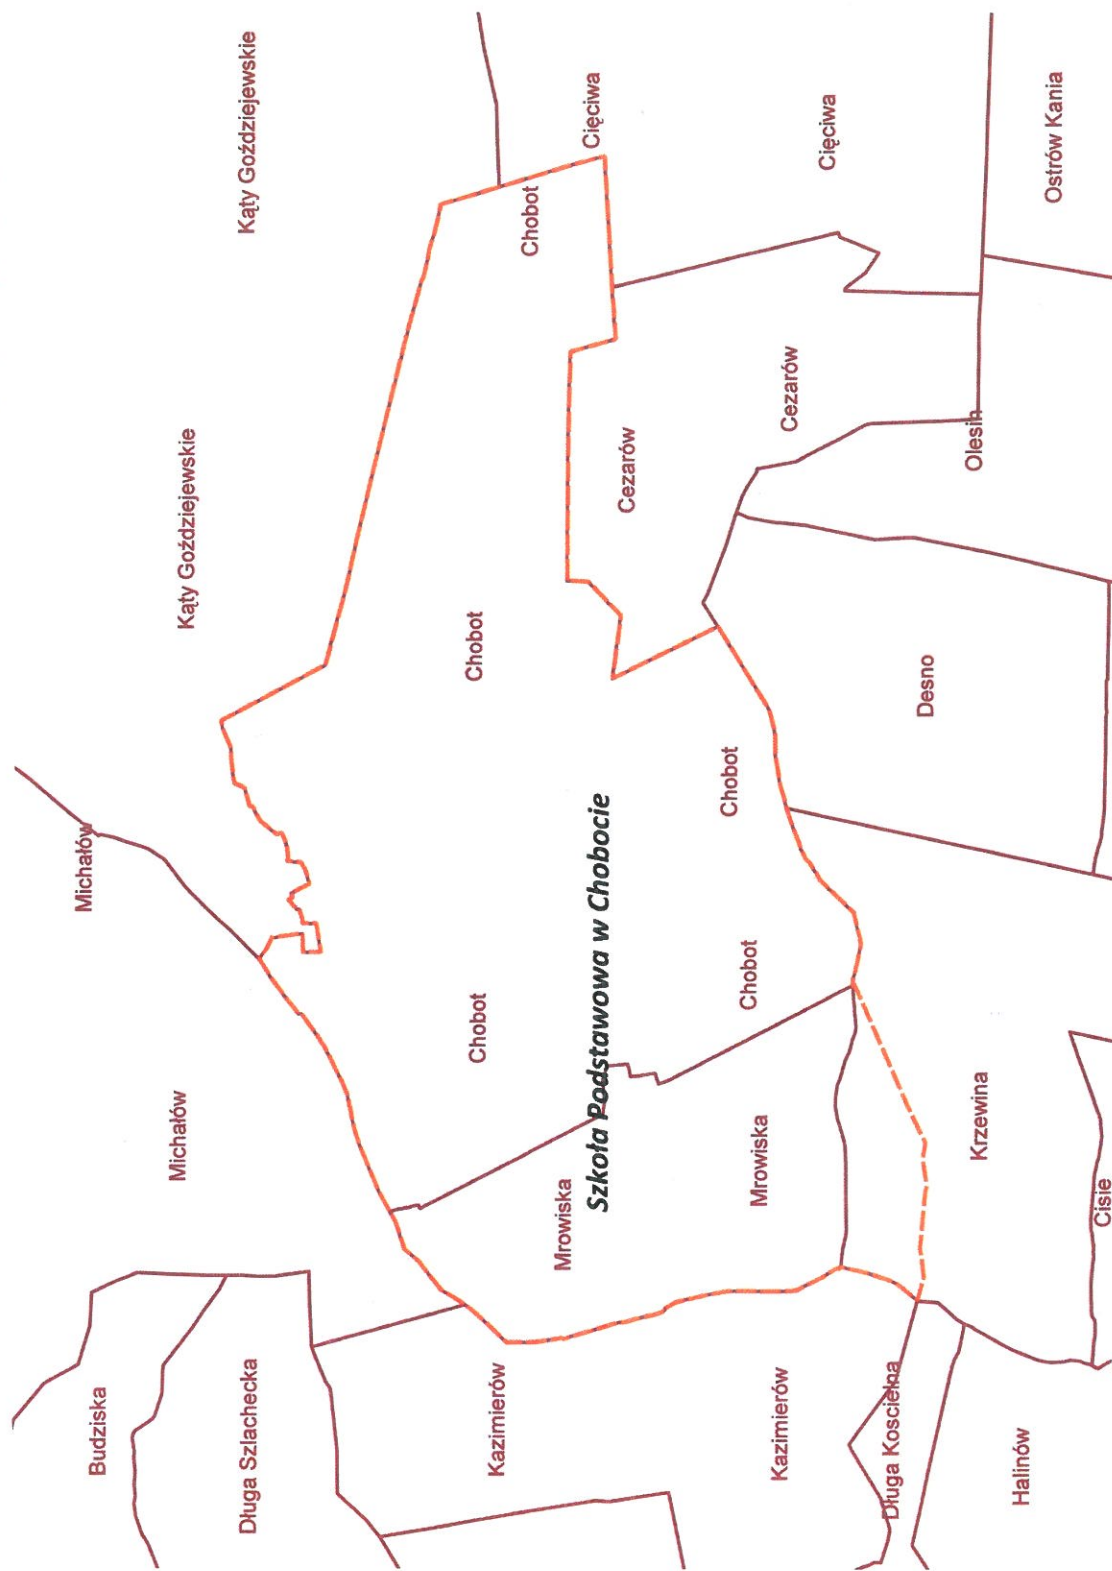 Budziska
Michałów
Michałów
Kąty Goździejewskie
Długa Szlachecka
Kąty Goździejewskie
Kazimierów
Chobot
Chobot
Chobot
Mrowiska
Szkoła Podstawowa w Chobocie
Cezarów
Cięciwa
Kazimierów
Mrowiska
Chobot
Chobot
Cezarów
Cięciwa
Długa Koscielna
Desno
Krzewina
Olesin
Halinów
Ostrów Kania
Cisie